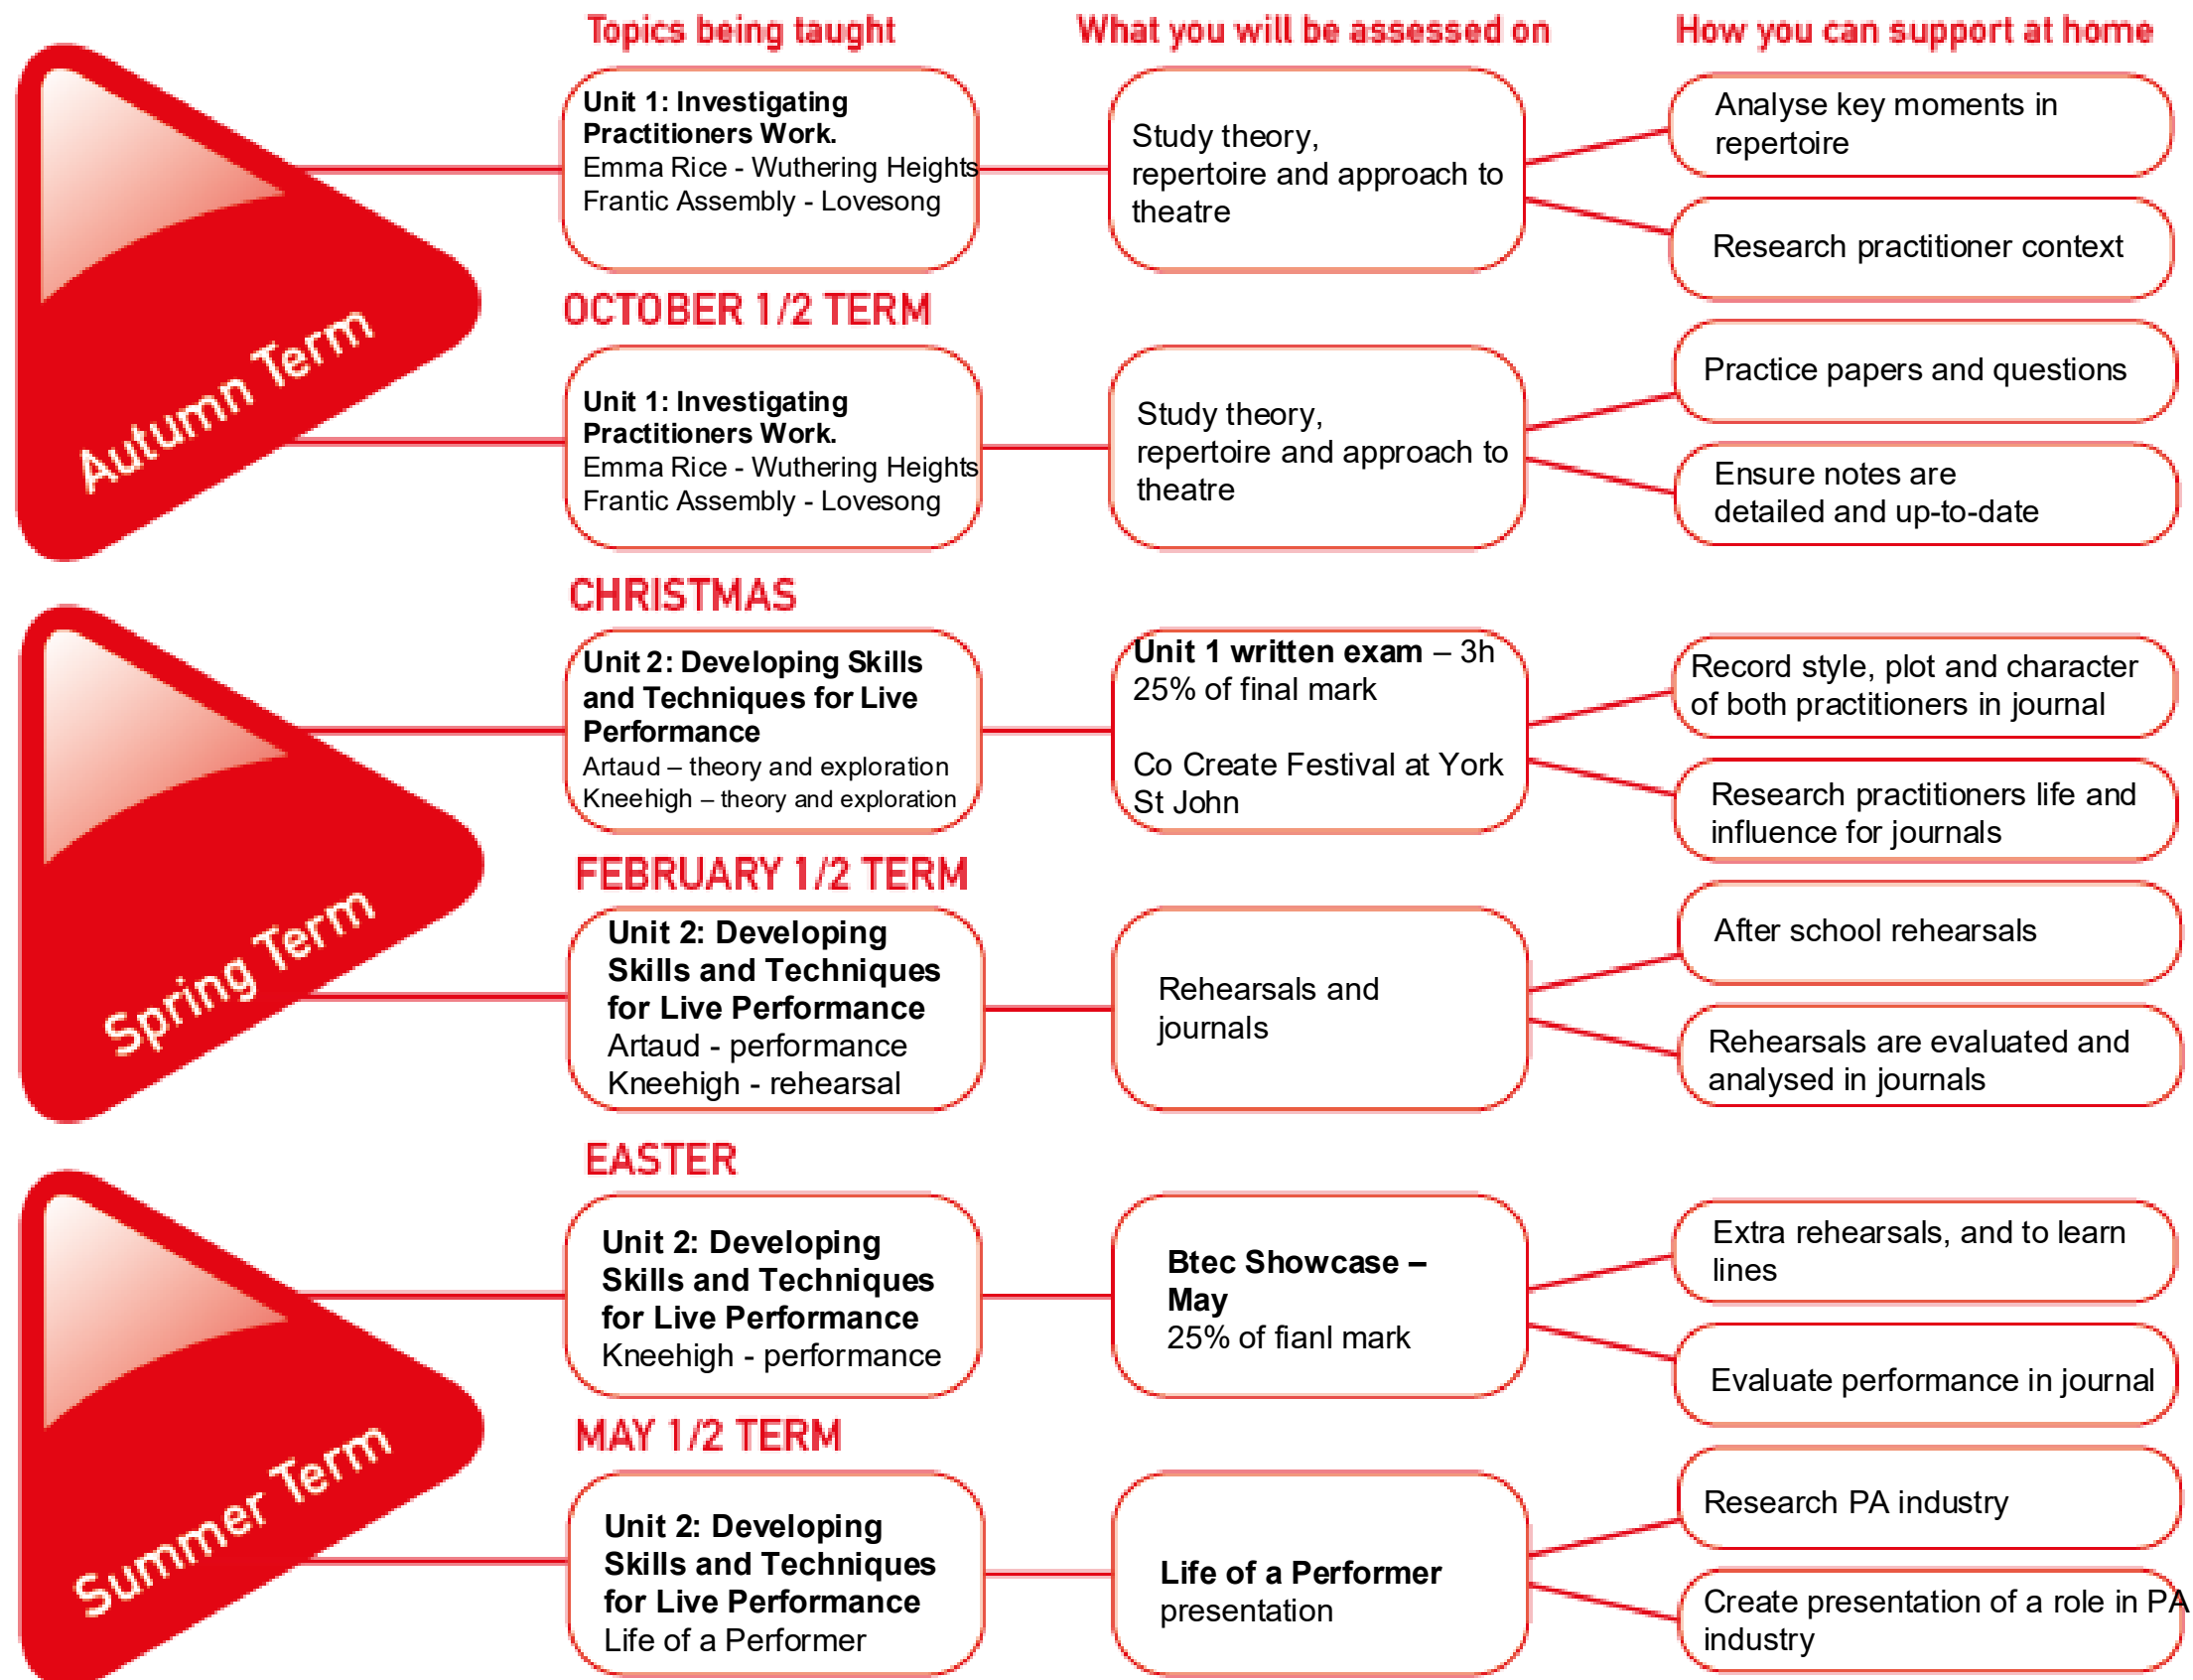 Topics being taught
What you will be assessed on
How you can support at home
Autumn Term
Unit 1: Investigating
Practitioners Work.
Emma Rice - Wuthering Heights
Frantic Assembly - Lovesong
Study theory,
repertoire and approach to
theatre
Analyse key moments in
repertoire
Research practitioner context
OCTOBER 1/2 TERM
Unit 1: Investigating
Practitioners Work.
Emma Rice - Wuthering Heights
Frantic Assembly - Lovesong
Study theory,
repertoire and approach to
theatre
Practice papers and questions
Ensure notes are
detailed and up-to-date
CHRISTMAS
Spring Term
Unit 2: Developing Skills
and Techniques for Live
Performance
Artaud – theory and exploration
Kneehigh – theory and exploration
Unit 1 written exam – 3h
25% of final mark
Co Create Festival at York
St John
Record style, plot and character
of both practitioners in journal
Research practitioners life and
influence for journals
FEBRUARY 1/2 TERM
Unit 2: Developing
Skills and Techniques
for Live Performance
Artaud - performance
Kneehigh - rehearsal
Rehearsals and
journals
After school rehearsals
Rehearsals are evaluated and
analysed in journals
EASTER
Summer Term
Unit 2: Developing
Skills and Techniques
for Live Performance
Kneehigh - performance
Btec Showcase –
May
25% of fianl mark
Extra rehearsals, and to learn
lines
Evaluate performance in journal
MAY 1/2 TERM
Unit 2: Developing
Skills and Techniques
for Live Performance
Life of a Performer
Life of a Performer
presentation
Research PA industry
Create presentation of a role in PA
industry